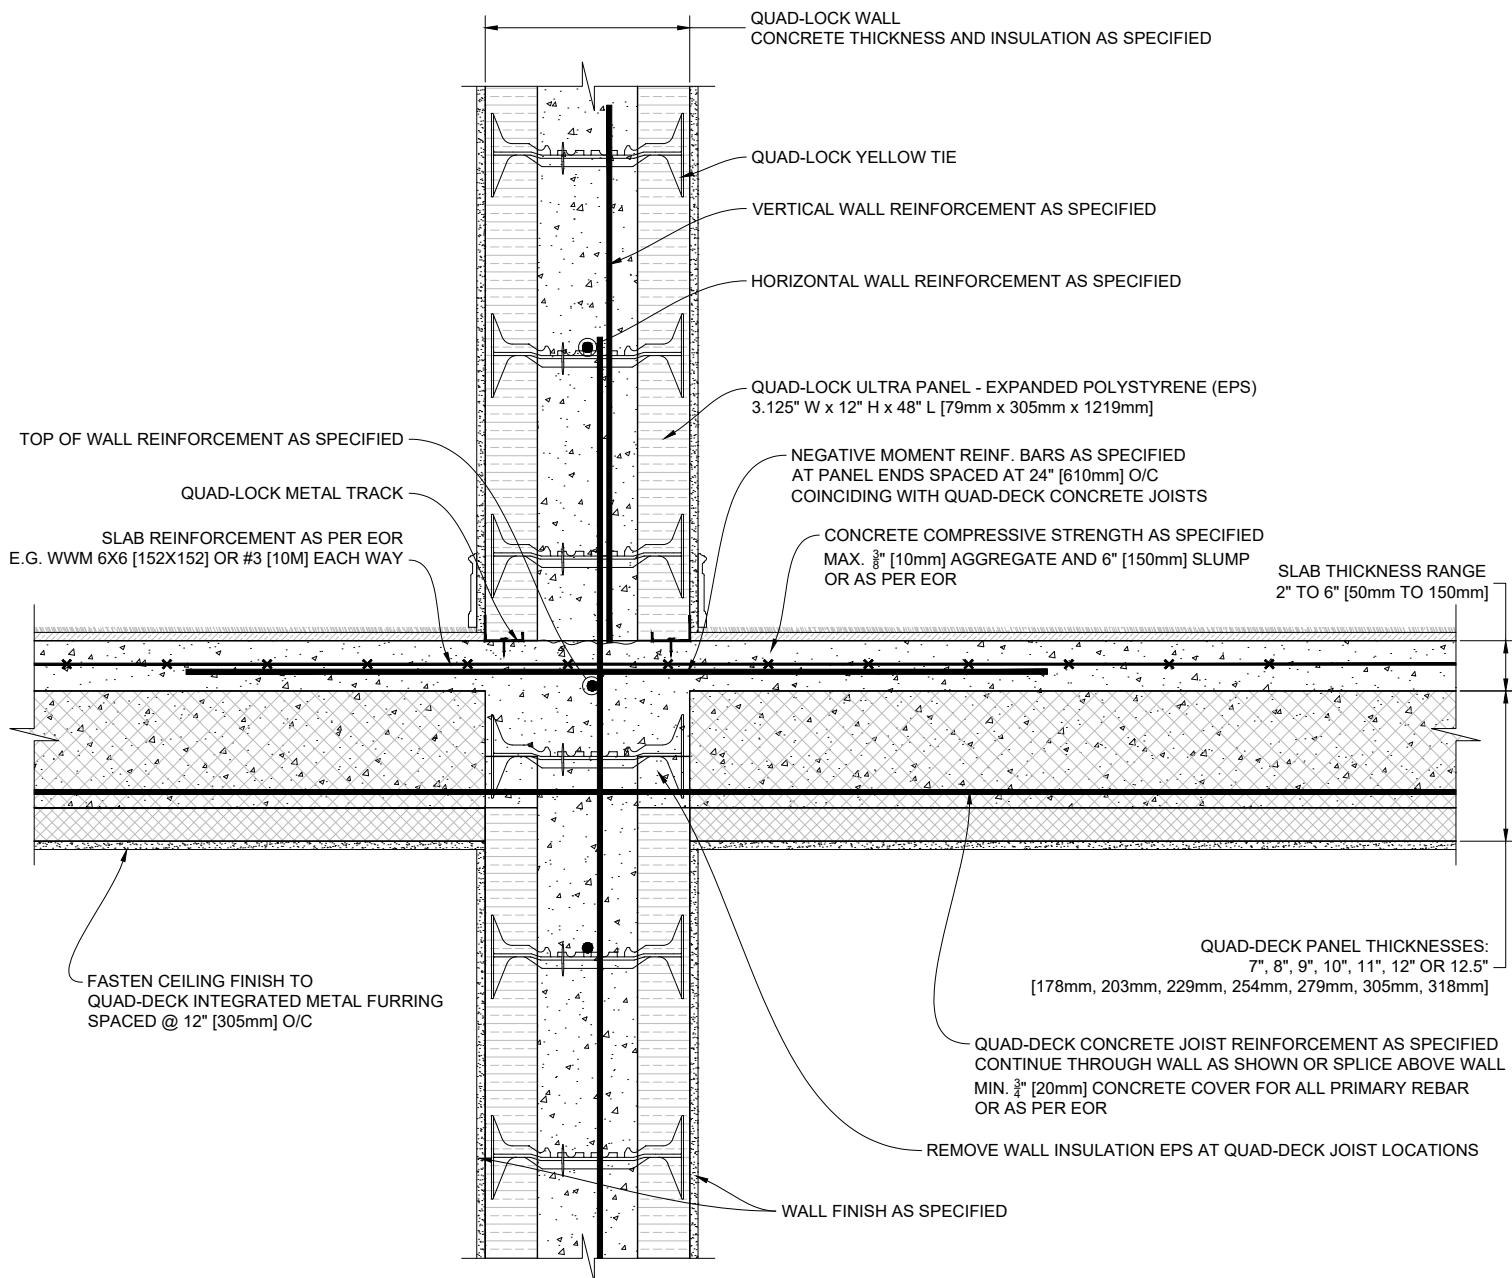 QUAD-LOCK WALL
CONCRETE THICKNESS AND INSULATION AS SPECIFIED
QUAD-LOCK YELLOW TIE
VERTICAL WALL REINFORCEMENT AS SPECIFIED
HORIZONTAL WALL REINFORCEMENT AS SPECIFIED
QUAD-LOCK ULTRA PANEL - EXPANDED POLYSTYRENE (EPS)
3.125" W x 12" H x 48" L [79mm x 305mm x 1219mm]
TOP OF WALL REINFORCEMENT AS SPECIFIED
QUAD-LOCK METAL TRACK
SLAB REINFORCEMENT AS PER EOR
E.G. WWM 6X6 [152X152] OR #3 [10M] EACH WAY
NEGATIVE MOMENT REINF. BARS AS SPECIFIED
AT PANEL ENDS SPACED AT 24" [610mm] O/C
COINCIDING WITH QUAD-DECK CONCRETE JOISTS
CONCRETE COMPRESSIVE STRENGTH AS SPECIFIED
MAX. 3/8" [10mm] AGGREGATE AND 6" [150mm] SLUMP
OR AS PER EOR
SLAB THICKNESS RANGE
2" TO 6" [50mm TO 150mm]
FASTEN CEILING FINISH TO
QUAD-DECK INTEGRATED METAL FURRING
SPACED @ 12" [305mm] O/C
QUAD-DECK PANEL THICKNESSES:
7", 8", 9", 10", 11", 12" OR 12.5"
[178mm, 203mm, 229mm, 254mm, 279mm, 305mm, 318mm]
QUAD-DECK CONCRETE JOIST REINFORCEMENT AS SPECIFIED
CONTINUE THROUGH WALL AS SHOWN OR SPLICE ABOVE WALL
MIN. 3/4" [20mm] CONCRETE COVER FOR ALL PRIMARY REBAR
OR AS PER EOR
REMOVE WALL INSULATION EPS AT QUAD-DECK JOIST LOCATIONS
WALL FINISH AS SPECIFIED